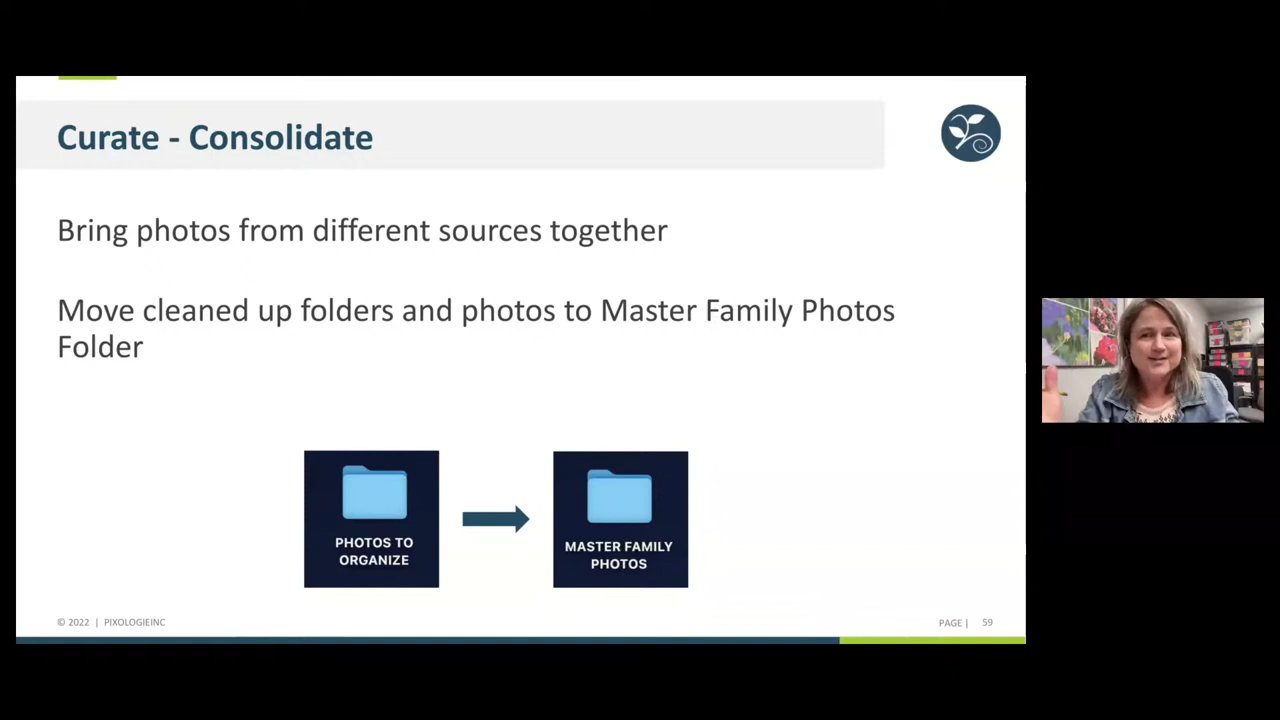 Curate - Consolidate
Bring photos from different sources together
Move cleaned up folders and photos to Master Family Photos
Folder
PHOTOS TO
ORGANIZE
MASTER FAMILY
PHOTOS
© 2022 | PIXOLOGIEINC
PAGE | 59